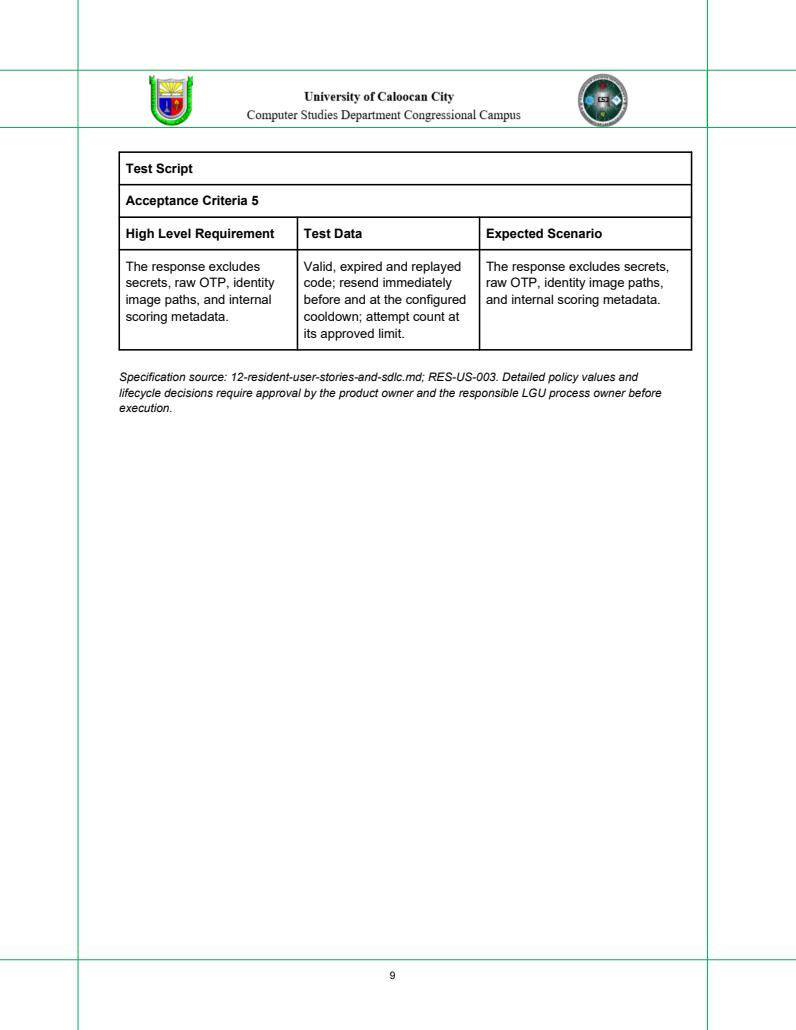 University of Caloocan City
Computer Studies Department Congressional Campus
Test Script
Acceptance Criteria 5
High Level Requirement
Test Data
Expected Scenario
The response excludes
secrets, raw OTP, identity
image paths, and internal
scoring metadata.
Valid, expired and replayed
code; resend immediately
before and at the configured
cooldown; attempt count at
its approved limit.
The response excludes secrets,
raw OTP, identity image paths,
and internal scoring metadata.
Specification source: 12-resident-user-stories-and-sdlc.md; RES-US-003. Detailed policy values and
lifecycle decisions require approval by the product owner and the responsible LGU process owner before
execution.
9